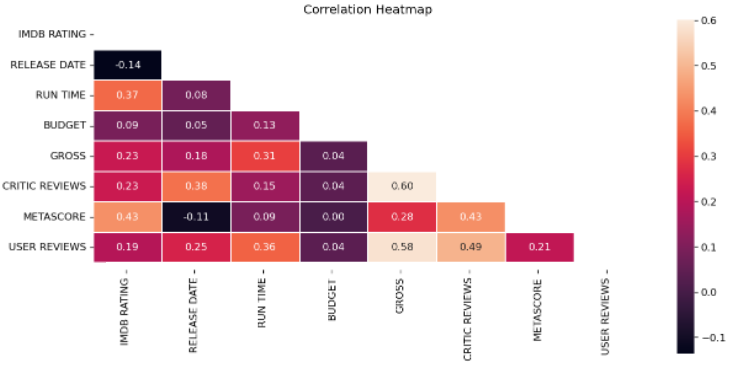 Correlation Heatmap
IMDB RATING
RELEASE DATE -0.14
RUN TIME 0.37 0.08
BUDGET 0.09 0.05 0.13
GROSS 0.23 0.18 0.31 0.04
CRITIC REVIEWS 0.23 0.38 0.15 0.04 0.60
METASCORE 0.43 -0.11 0.09 0.00 0.28 0.43
USER REVIEWS 0.19 0.25 0.36 0.04 0.58 0.49 0.21
IMDB RATING
RELEASE DATE
RUN TIME
BUDGET
GROSS
CRITIC REVIEWS
METASCORE
USER REVIEWS
0.6
0.5
0.4
0.3
0.2
0.1
0.0
−0.1